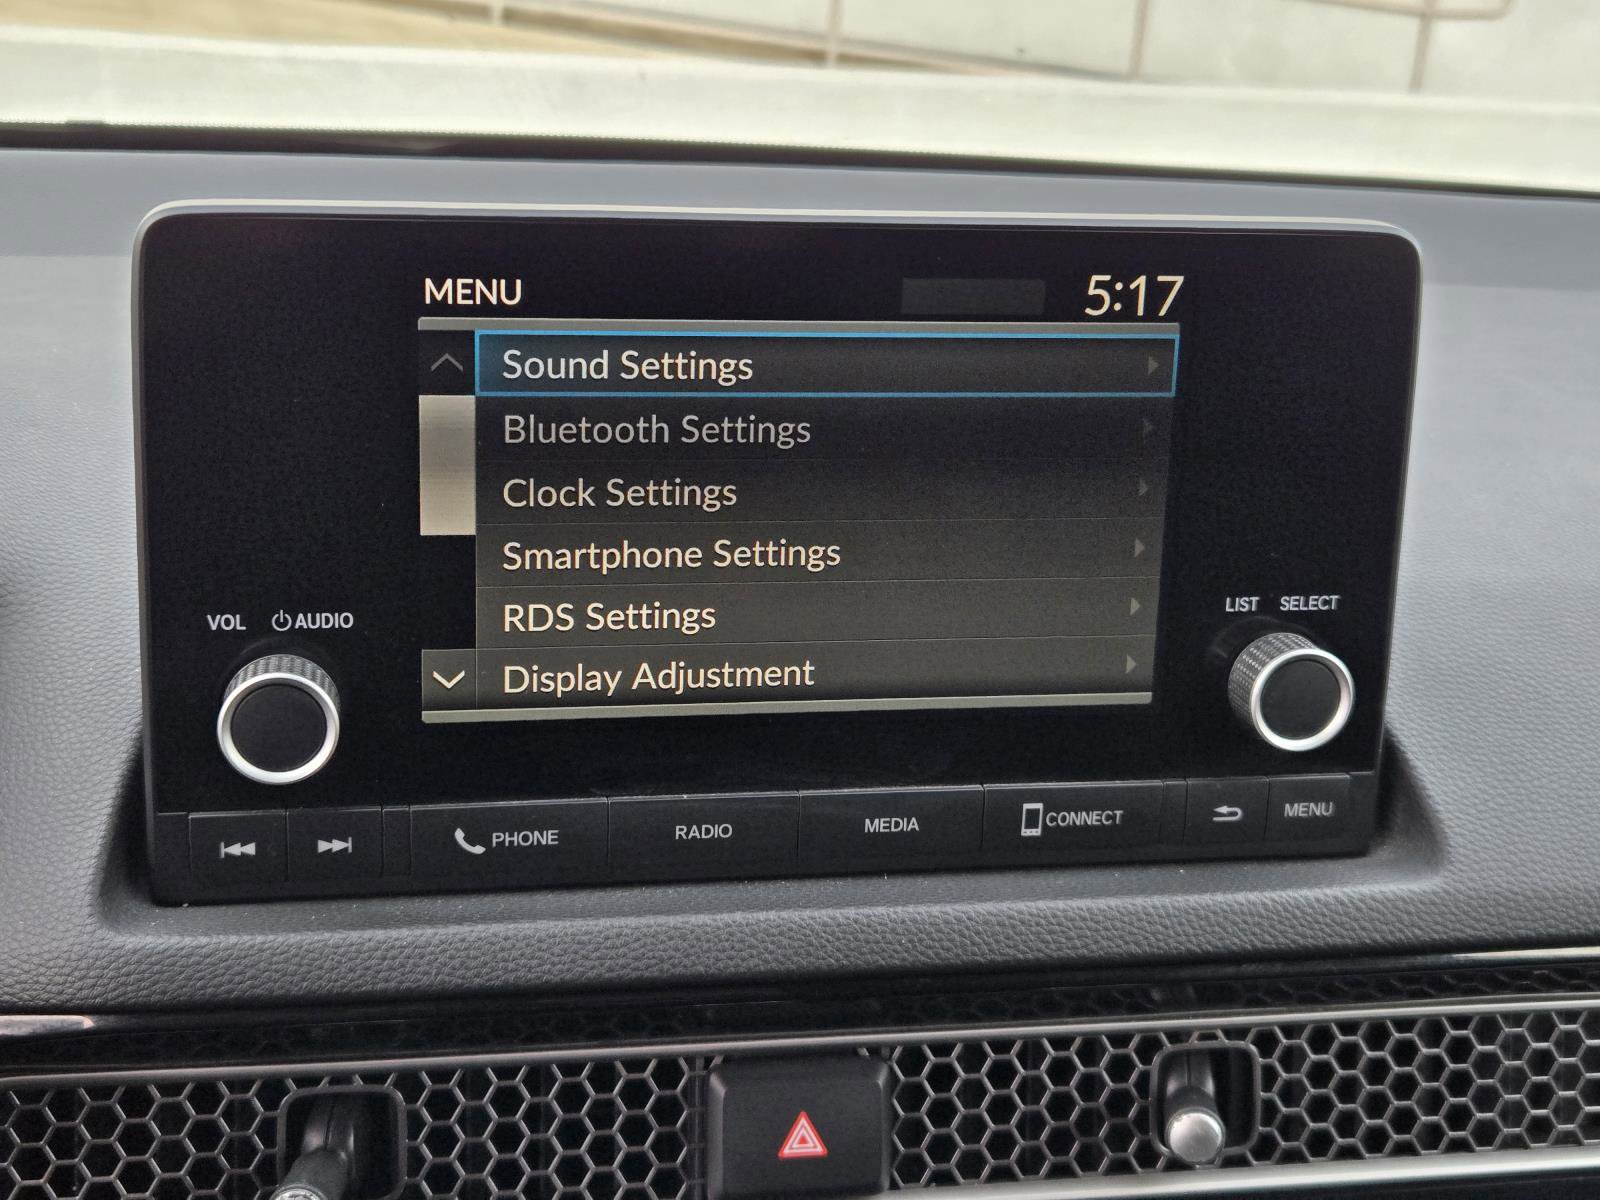 MENU 5:17
Sound Settings
Bluetooth Settings
Clock Settings
Smartphone Settings
RDS Settings
Display Adjustment
VOL AUDIO
LIST SELECT
PHONE RADIO MEDIA CONNECT MENU